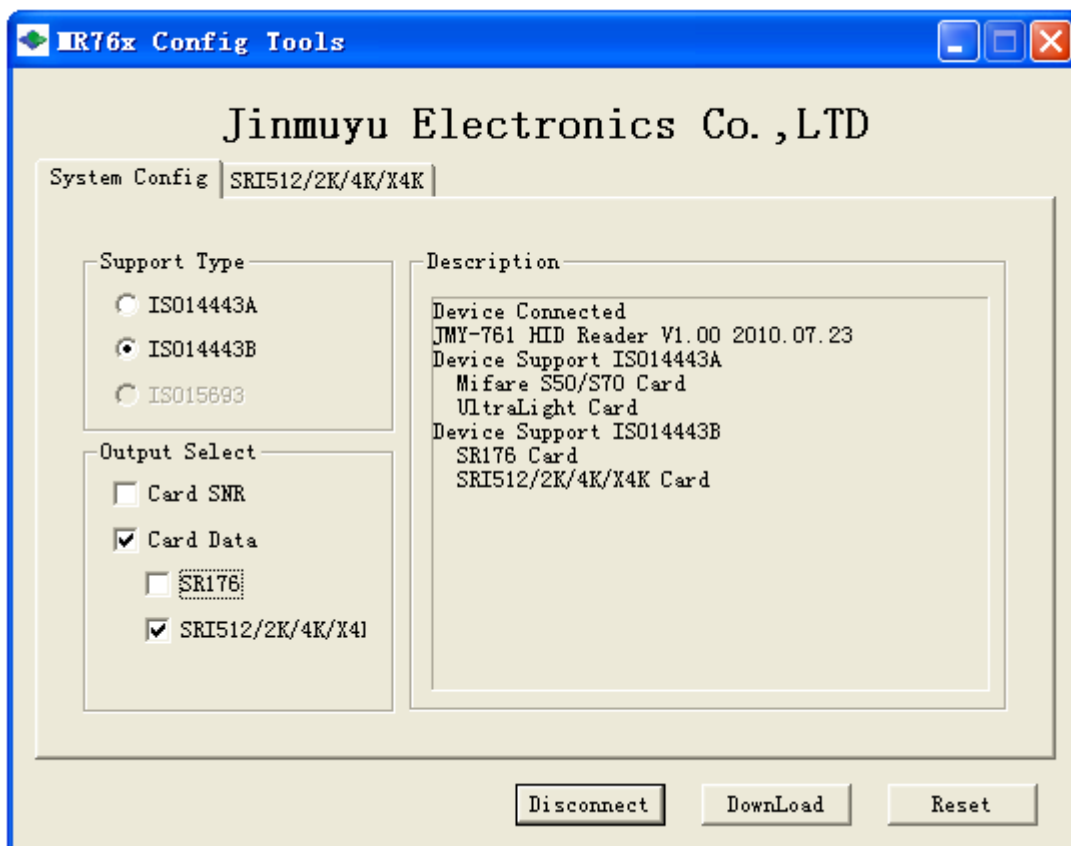 MR76x Config Tools
Jinmuyu Electronics Co.,LTD
System Config
SRI512/2K/4K/X4K
Support Type
ISO14443A
ISO14443B
ISO15693
Output Select
Card SNR
Card Data
SR176
SRI512/2K/4K/X4
Description
Device Connected
JMY-761 HID Reader V1.00 2010.07.23
Device Support ISO14443A
Mifare S50/S70 Card
UltraLight Card
Device Support ISO14443B
SR176 Card
SRI512/2K/4K/X4K Card
Disconnect
DownLoad
Reset